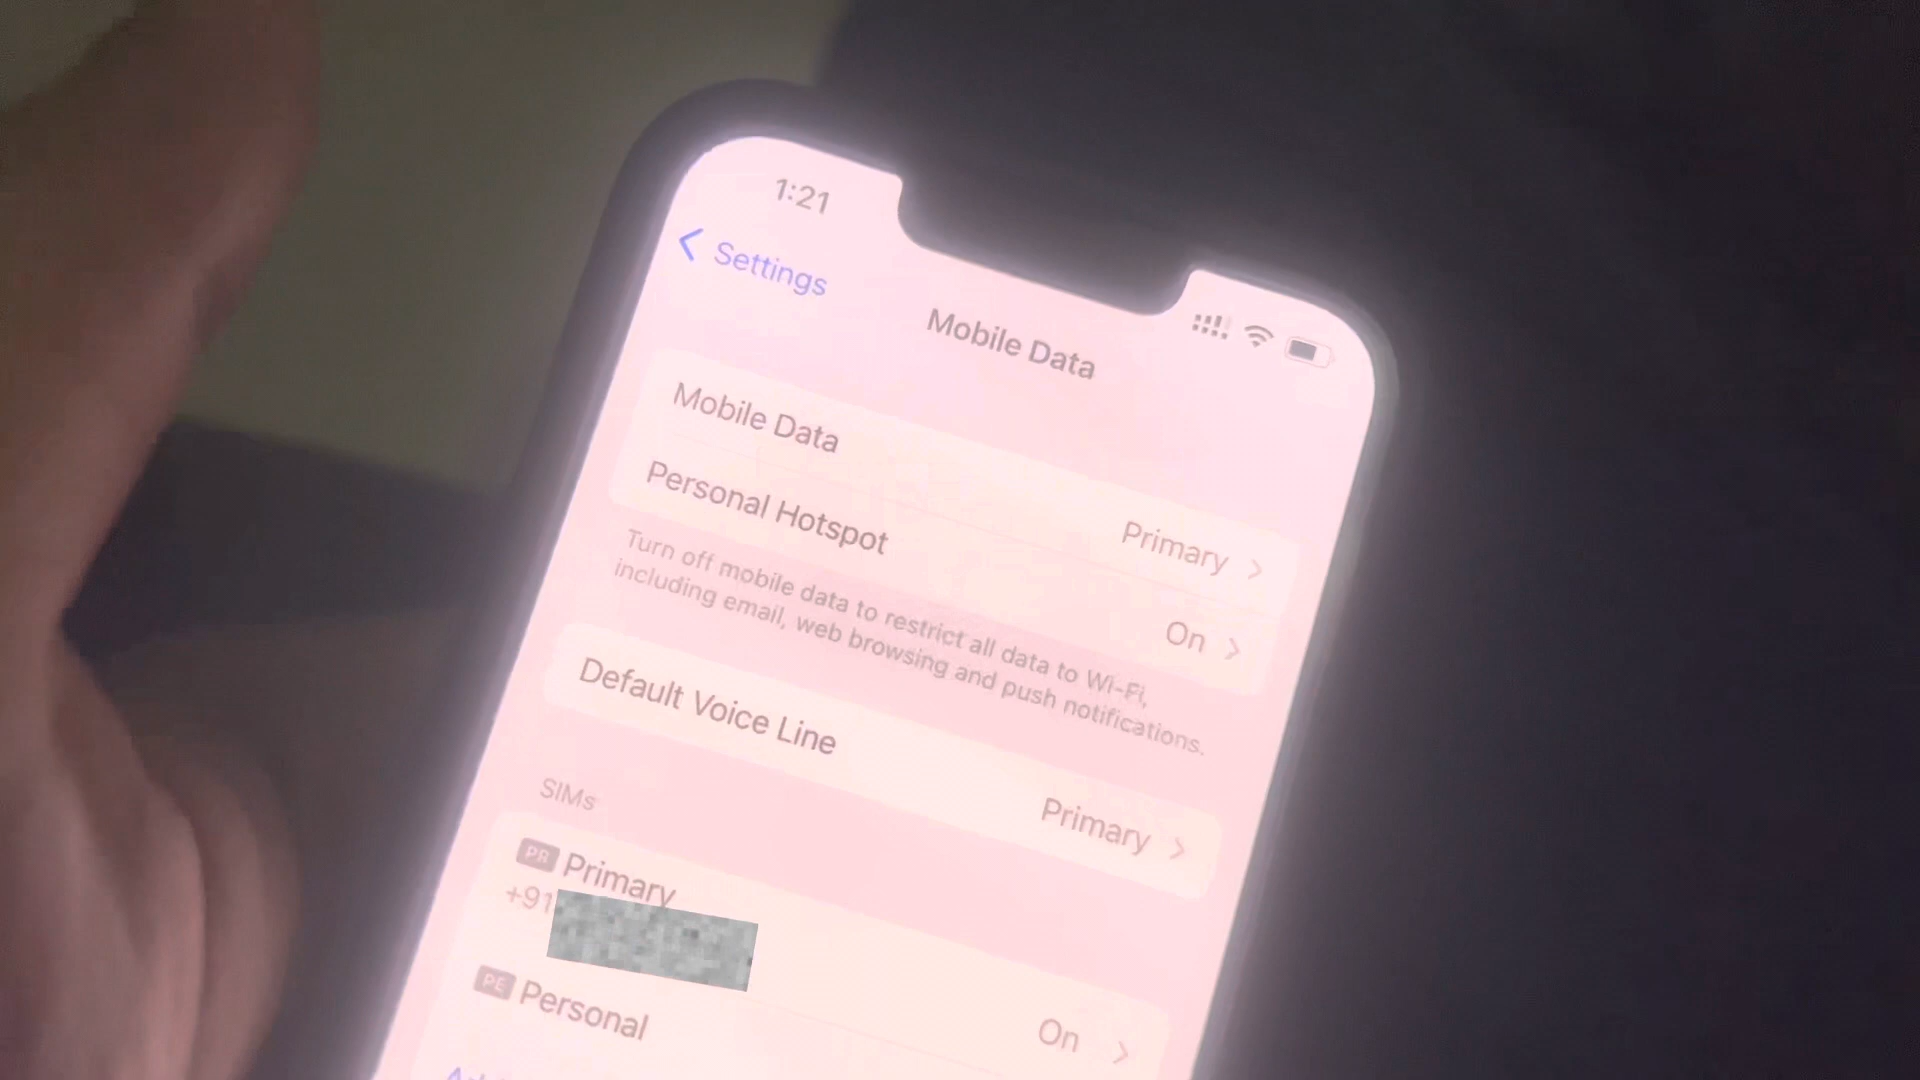 1:21
Settings
Mobile Data
Mobile Data
Primary
Personal Hotspot
On
Turn off mobile data to restrict all data to Wi-Fi,
including email, web browsing and push notifications.
Default Voice Line
Primary
SIMs
PR Primary
+91
On
PE Personal